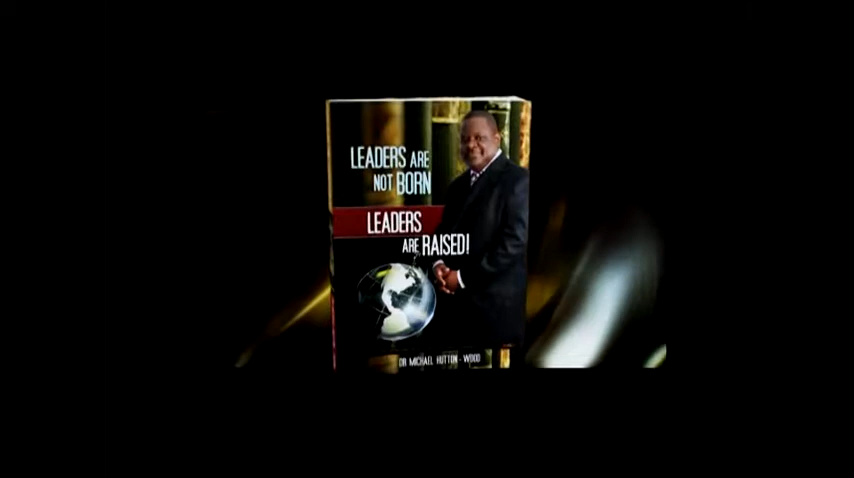 LEADERS ARE
NOT BORN
LEADERS
ARE RAISED!
DR MICHAEL HUTTON - WOOD